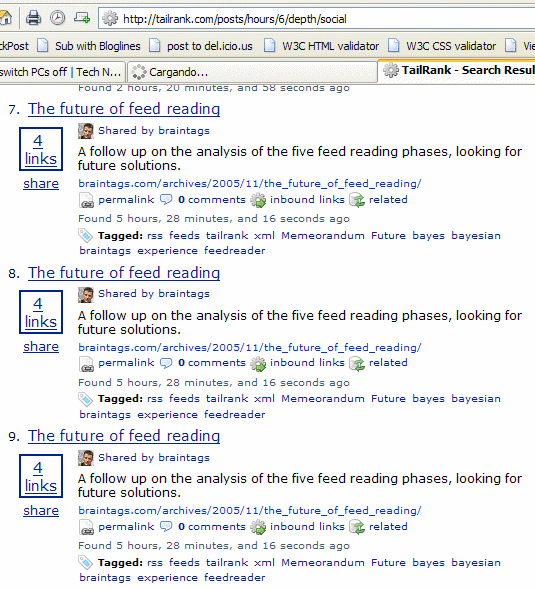 http://tailrank.com/posts/hours/6/depth/social
ckPost Sub with Bloglines post to del.icio.us W3C HTML validator W3C CSS validator Vie
switch PCs off | Tech N... Cargando... TailRank - Search Resul
Found 2 hours, 20 minutes, and 58 seconds ago
7. The future of feed reading
4
links
share
Shared by braintags
A follow up on the analysis of the five feed reading phases, looking for
future solutions.
braintags.com/archives/2005/11/the_future_of_feed_reading/
permalink 0 comments inbound links related
Found 5 hours, 28 minutes, and 16 seconds ago
Tagged: rss feeds tailrank xml Memeorandum Future bayes bayesian
braintags experience feedreader
8. The future of feed reading
4
links
share
Shared by braintags
A follow up on the analysis of the five feed reading phases, looking for
future solutions.
braintags.com/archives/2005/11/the_future_of_feed_reading/
permalink 0 comments inbound links related
Found 5 hours, 28 minutes, and 16 seconds ago
Tagged: rss feeds tailrank xml Memeorandum Future bayes bayesian
braintags experience feedreader
9. The future of feed reading
4
links
share
Shared by braintags
A follow up on the analysis of the five feed reading phases, looking for
future solutions.
braintags.com/archives/2005/11/the_future_of_feed_reading/
permalink 0 comments inbound links related
Found 5 hours, 28 minutes, and 16 seconds ago
Tagged: rss feeds tailrank xml Memeorandum Future bayes bayesian
braintags experience feedreader